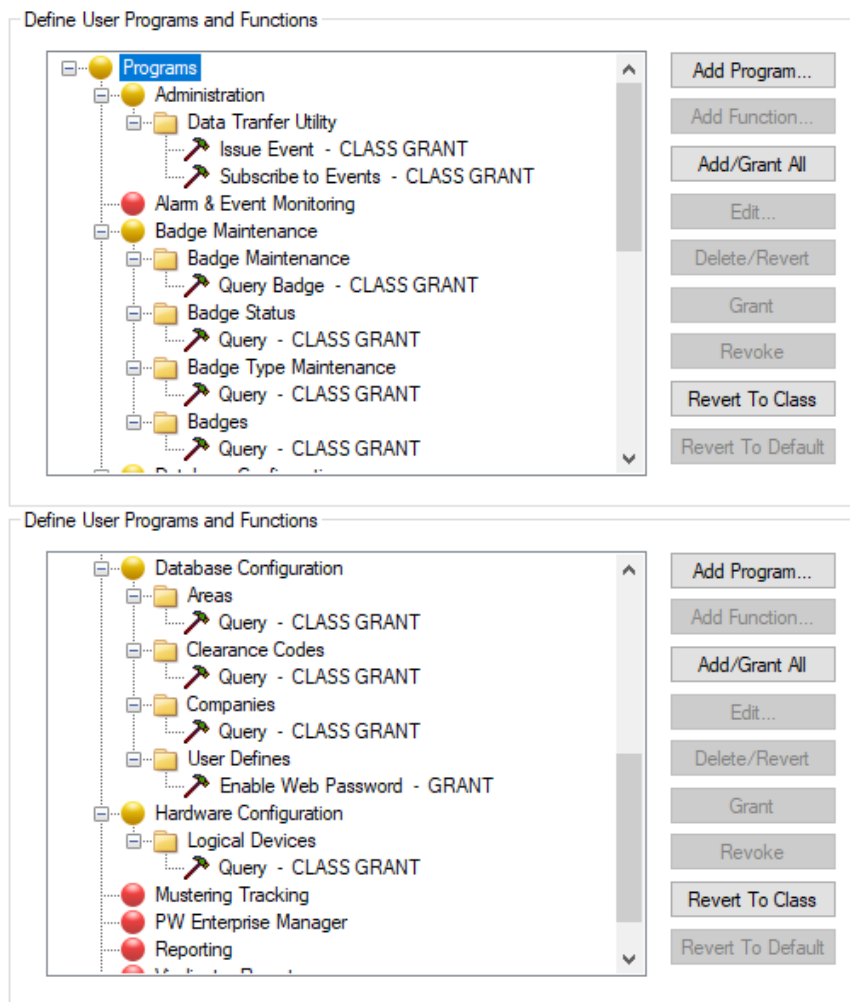 Define User Programs and Functions
Programs
Add Program...
Administration
Data Tranfer Utility
Add Function...
Issue Event - CLASS GRANT
Subscribe to Events - CLASS GRANT
Add/Grant All
Alarm & Event Monitoring
Edit...
Badge Maintenance
Badge Maintenance
Delete/Revert
Query Badge - CLASS GRANT
Badge Status
Grant
Query - CLASS GRANT
Revoke
Badge Type Maintenance
Query - CLASS GRANT
Revert To Class
Badges
Query - CLASS GRANT
Revert To Default
Define User Programs and Functions
Database Configuration
Add Program...
Areas
Query - CLASS GRANT
Add Function...
Clearance Codes
Add/Grant All
Query - CLASS GRANT
Companies
Edit...
Query - CLASS GRANT
User Defines
Delete/Revert
Enable Web Password - GRANT
Hardware Configuration
Grant
Logical Devices
Revoke
Query - CLASS GRANT
Mustering Tracking
Revert To Class
PW Enterprise Manager
Reporting
Revert To Default